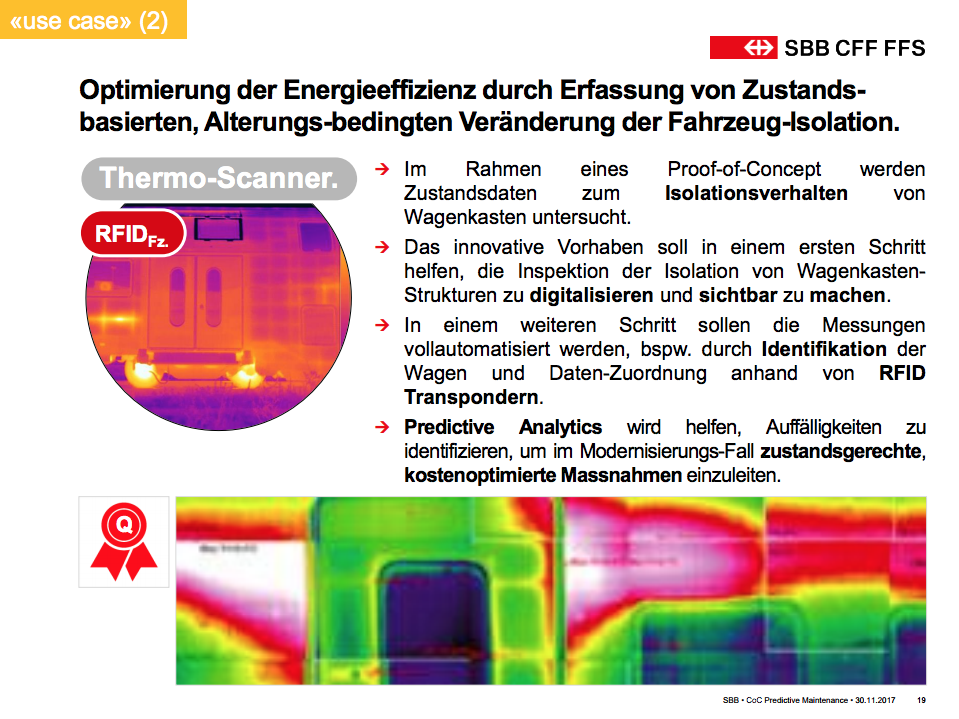 «use case» (2)
SBB CFF FFS
Optimierung der Energieeffizienz durch Erfassung von Zustands-
basierten, Alterungs-bedingten Veränderung der Fahrzeug-Isolation.
Thermo-Scanner.
RFIDFz.
→ Im Rahmen eines Proof-of-Concept werden
Zustandsdaten zum Isolationsverhalten von
Wagenkasten untersucht.
→ Das innovative Vorhaben soll in einem ersten Schritt
helfen, die Inspektion der Isolation von Wagenkasten-
Strukturen zu digitalisieren und sichtbar zu machen.
→ In einem weiteren Schritt sollen die Messungen
vollautomatisiert werden, bspw. durch Identifikation der
Wagen und Daten-Zuordnung anhand von RFID
Transpondern.
→ Predictive Analytics wird helfen, Auffälligkeiten zu
identifizieren, um im Modernisierungs-Fall zustandsgerechte,
kostenoptimierte Massnahmen einzuleiten.
Q
SBB • CoC Predictive Maintenance • 30.11.2017 19